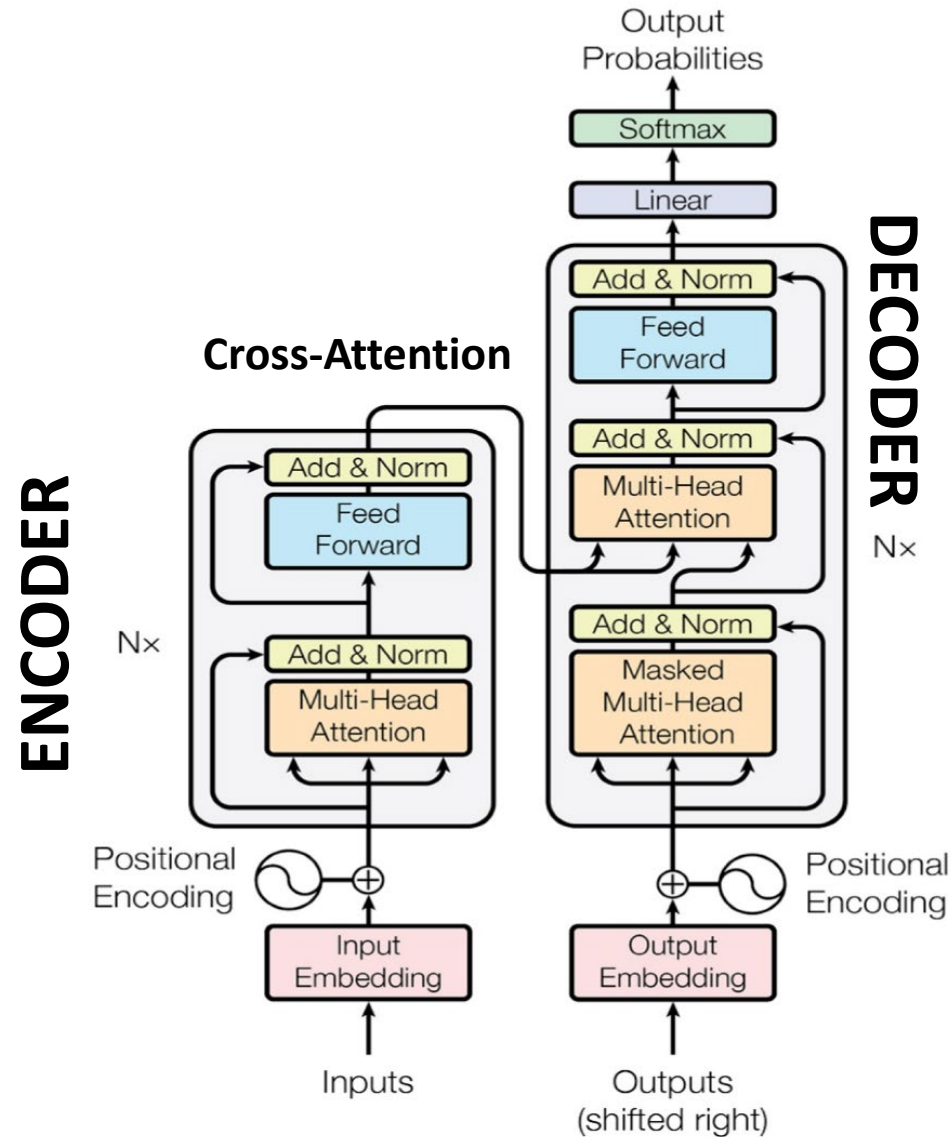 Output
Probabilities
Softmax
Linear
DECODER
Add & Norm
Feed
Forward
Cross-Attention
Add & Norm
Multi-Head
Attention
Nx
Add & Norm
Masked
Multi-Head
Attention
ENCODER
Nx
Add & Norm
Feed
Forward
Add & Norm
Multi-Head
Attention
Positional
Encoding
Positional
Encoding
Input
Embedding
Output
Embedding
Inputs
Outputs
(shifted right)